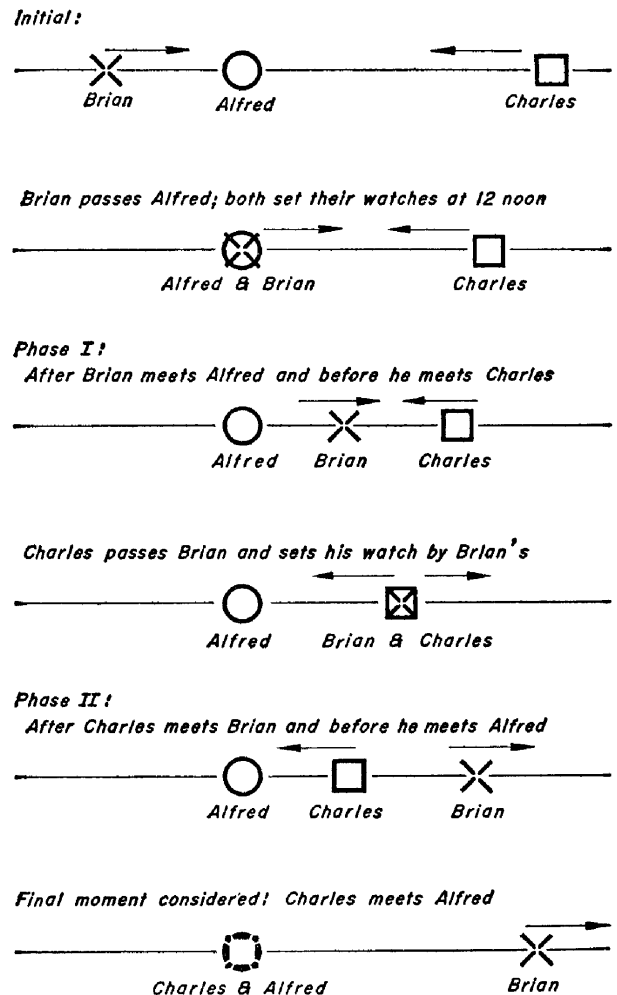 Initial:
Brian
Alfred
Charles
Brian passes Alfred; both set their watches at 12 noon
Alfred & Brian
Charles
Phase I:
After Brian meets Alfred and before he meets Charles
Alfred
Brian
Charles
Charles passes Brian and sets his watch by Brian's
Alfred
Brian & Charles
Phase II:
After Charles meets Brian and before he meets Alfred
Alfred
Charles
Brian
Final moment considered: Charles meets Alfred
Charles & Alfred
Brian